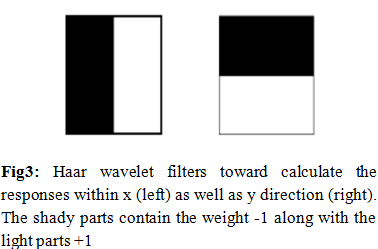 Fig3: Haar wavelet filters toward calculate the
responses within x (left) as well as y direction (right).
The shady parts contain the weight -1 along with the
light parts +1